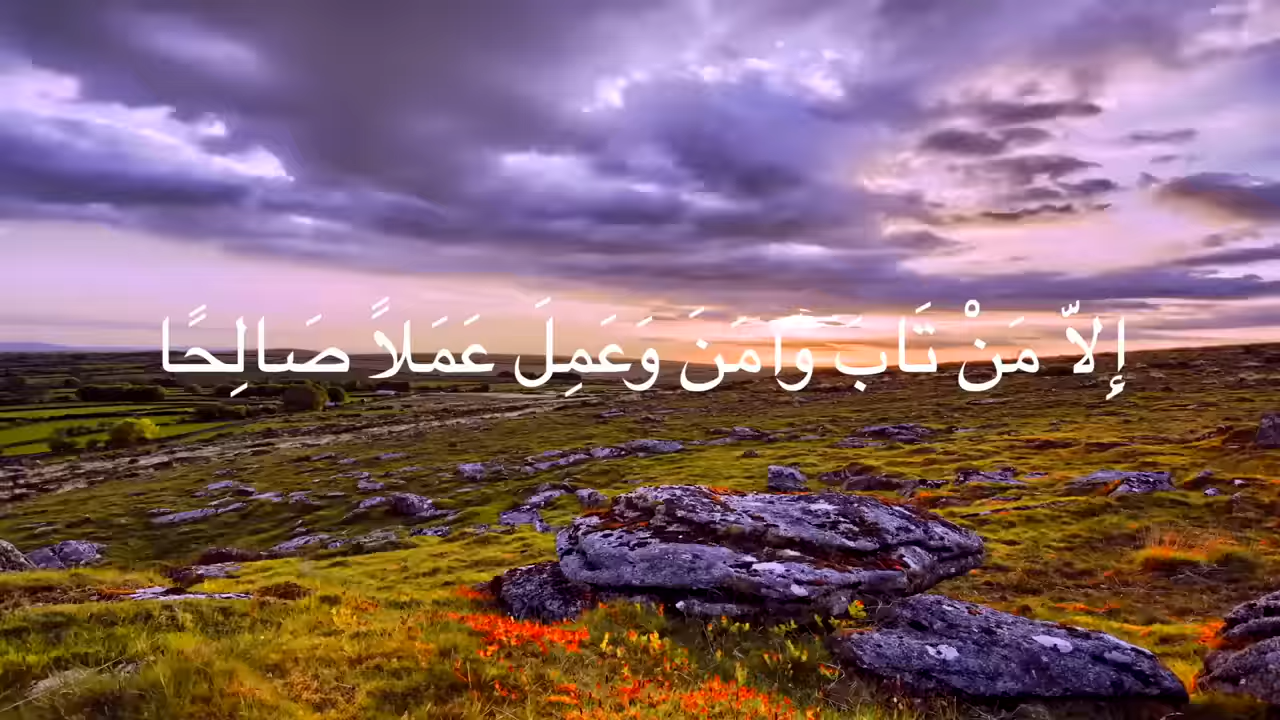 إِلاّ مَنْ تَابَ وَآمَنَ وَعَمِلَ عَمَلاً صَالِحًا